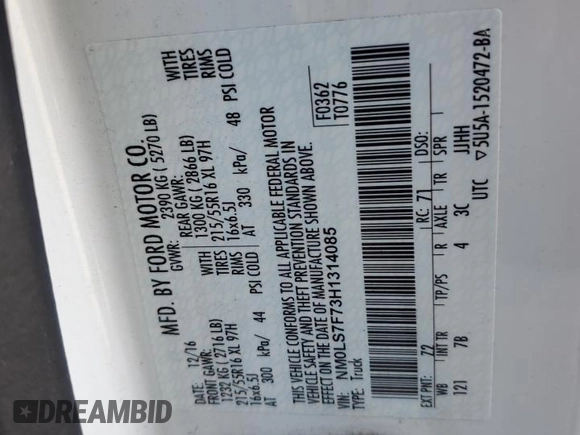 MFD. BY FORD MOTOR CO.
DATE: 12/16 GVWR: 2390 KG ( 5270 LB)
FRONT GAWR: REAR GAWR: WITH
1232 KG ( 2716 LB) 1300 KG ( 2866 LB) TIRES
215/55R16 XL 97H TIRES 215/55R16 XL 97H RIMS
16x6.5J RIMS 16x6.5J
AT 300 kPa/ 44 PSI COLD AT 330 kPa/ 48 PSI COLD
WITH
THIS VEHICLE CONFORMS TO ALL APPLICABLE FEDERAL MOTOR
VEHICLE SAFETY AND THEFT PREVENTION STANDARDS IN
EFFECT ON THE DATE OF MANUFACTURE SHOWN ABOVE.
VIN: NM0LS7F73H1314085 F0362
TYPE: Truck T0776
EXT PNT: 72 RC: 71 DSO:
WB INT TR TP/PS R AXLE TR SPR
121 7B 4 3C JJHH
UTC ▽5U5A-1520472-BA
DREAMBID